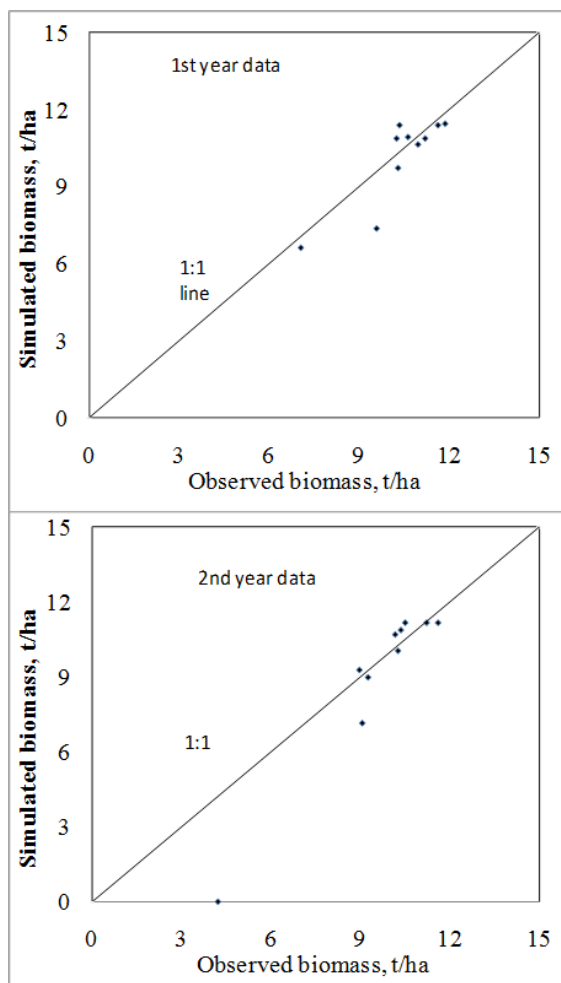 15
12
9
6
3
0
Simulated biomass, t/ha
1st year data
1:1
line
0 3 6 9 12 15
Observed biomass, t/ha
15
12
9
6
3
0
Simulated biomass, t/ha
2nd year data
1:1
0 3 6 9 12 15
Observed biomass, t/ha